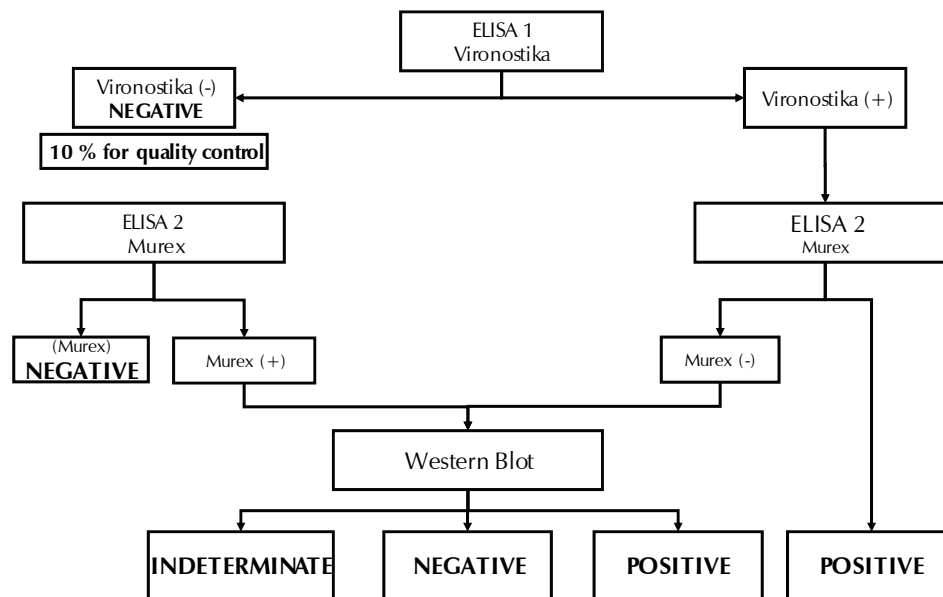 ELISA 1
Vironostika
Vironostika (-)
NEGATIVE
Vironostika (+)
10 % for quality control
ELISA 2
Murex
ELISA 2
Murex
(Murex)
NEGATIVE
Murex (+)
Murex (-)
Western Blot
INDETERMINATE
NEGATIVE
POSITIVE
POSITIVE